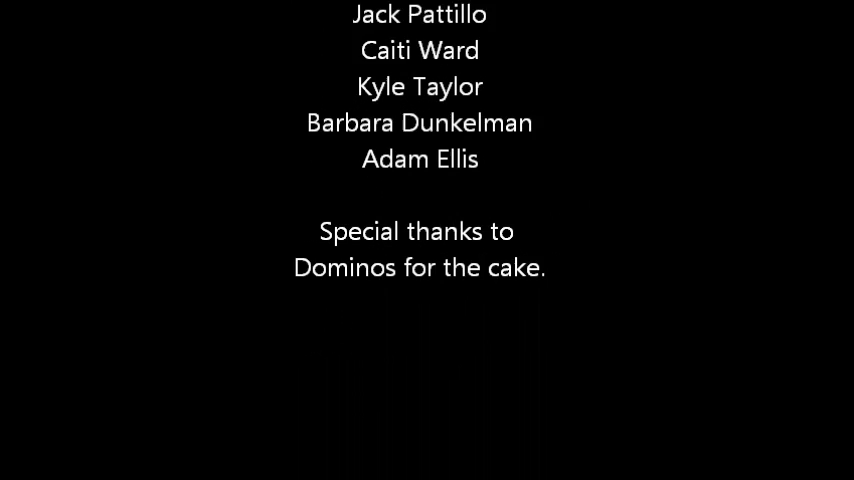 Jack Pattillo
Caiti Ward
Kyle Taylor
Barbara Dunkelman
Adam Ellis
Special thanks to
Dominos for the cake.